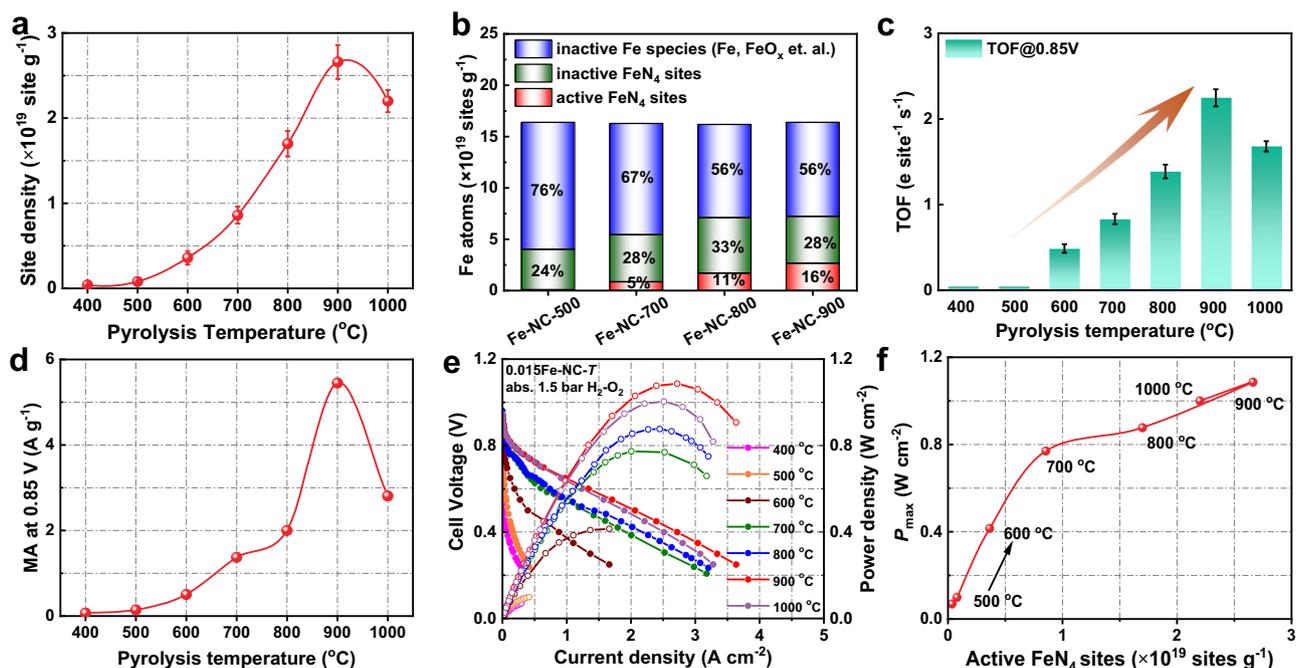 a
3
2
1
0
Site density (×10¹⁹ site g⁻¹)
400 500 600 700 800 900 1000
Pyrolysis Temperature (°C)
b
25
20
15
10
5
0
Fe atoms (×10¹⁹ sites g⁻¹)
inactive Fe species (Fe, FeOₓ et. al.)
inactive FeN₄ sites
active FeN₄ sites
76% 67% 56% 56%
24% 28% 33% 28%
5% 11% 16%
Fe-NC-500 Fe-NC-700 Fe-NC-800 Fe-NC-900
c
3
2
1
0
TOF (e site⁻¹ s⁻¹)
TOF@0.85V
400 500 600 700 800 900 1000
Pyrolysis temperature (°C)
d
6
4
2
0
MA at 0.85 V (A g⁻¹)
400 500 600 700 800 900 1000
Pyrolysis temperature (°C)
e
1.2
0.8
0.4
0.0
Cell Voltage (V)
0.015Fe-NC-T
abs. 1.5 bar H₂-O₂
400 °C
500 °C
600 °C
700 °C
800 °C
900 °C
1000 °C
1.2
0.8
0.4
0.0
Power density (W cm⁻²)
0 1 2 3 4 5
Current density (A cm⁻²)
f
1.2
0.8
0.4
0.0
Pmax (W cm⁻²)
1000 °C
900 °C
800 °C
700 °C
600 °C
500 °C
0 1 2 3
Active FeN₄ sites (×10¹⁹ sites g⁻¹)